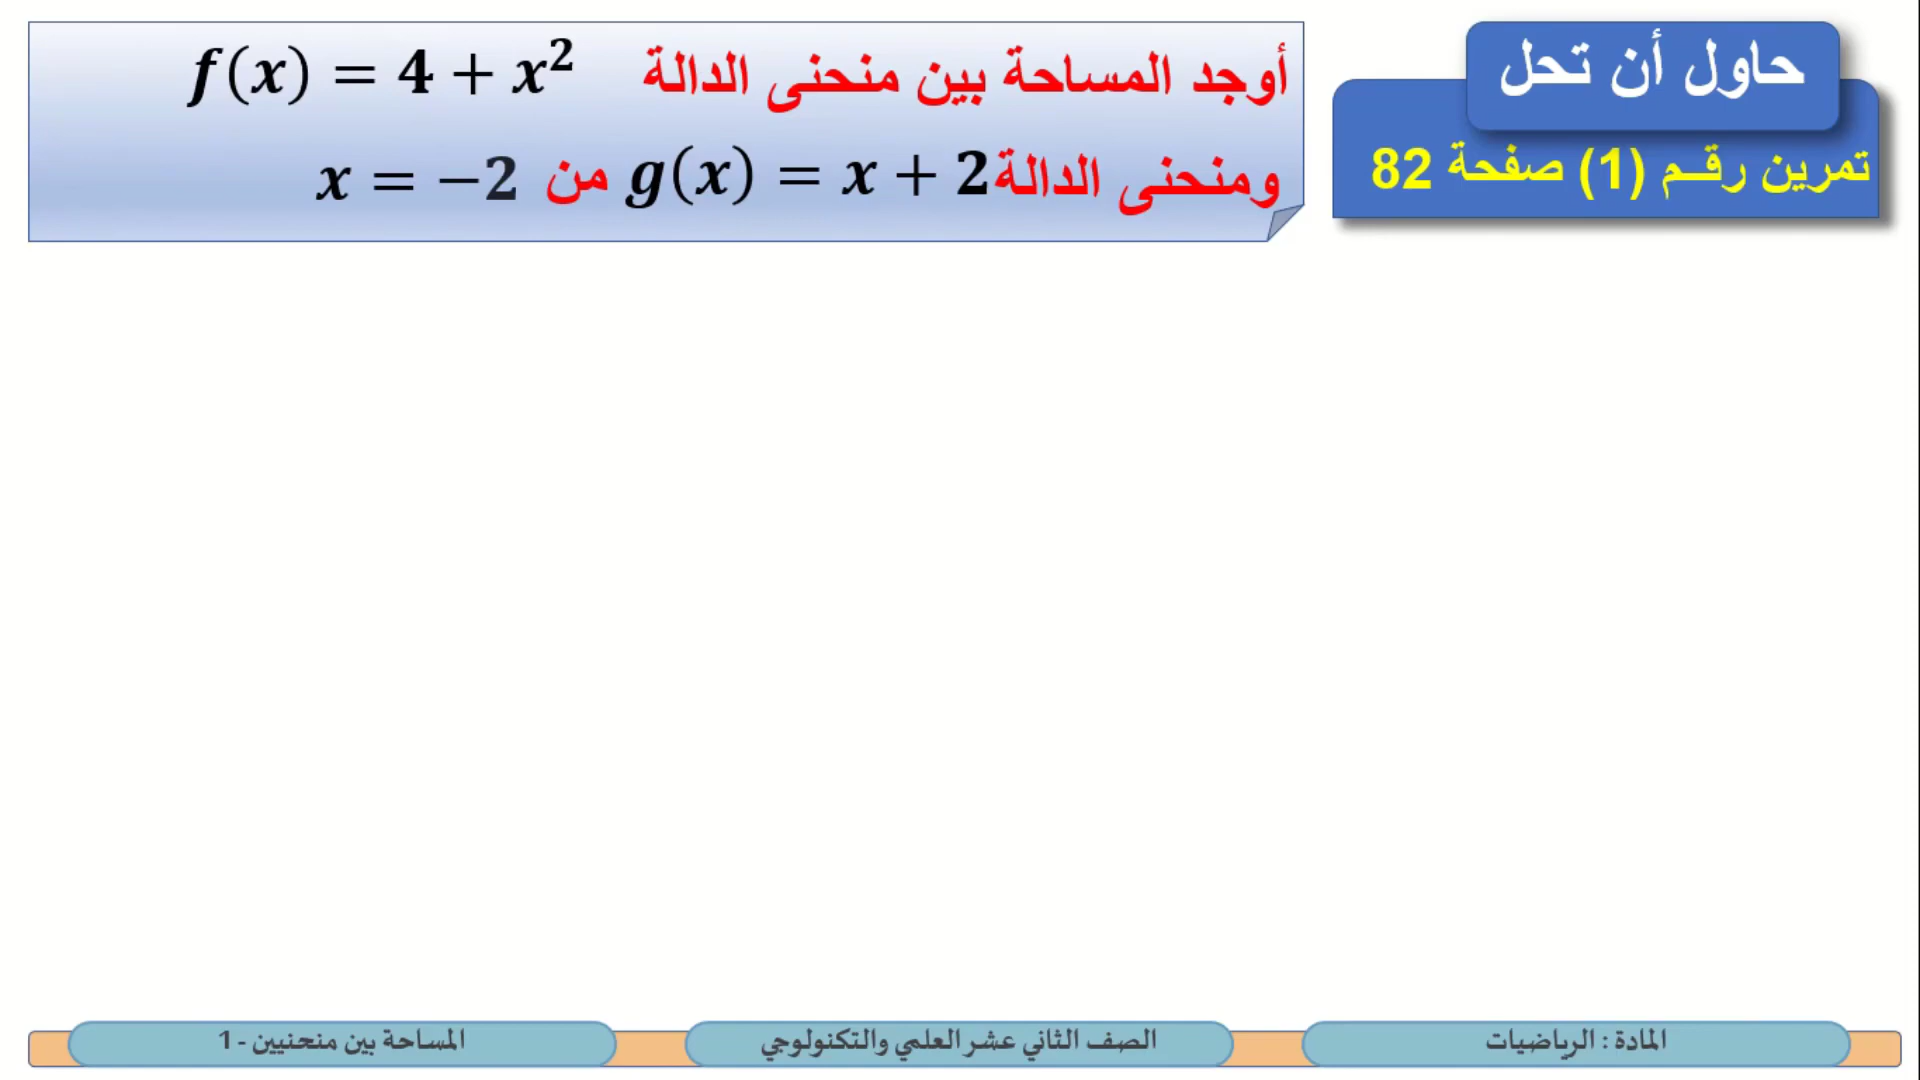 حاول أن تحل
تمرين رقم (1) صفحة 82
أوجد المساحة بين منحنى الدالة f(x) = 4 + x²
ومنحنى الدالة g(x) = x + 2 من x = −2
المادة : الرياضيات
الصف الثاني عشر العلمي والتكنولوجي
المساحة بين منحنيين - 1